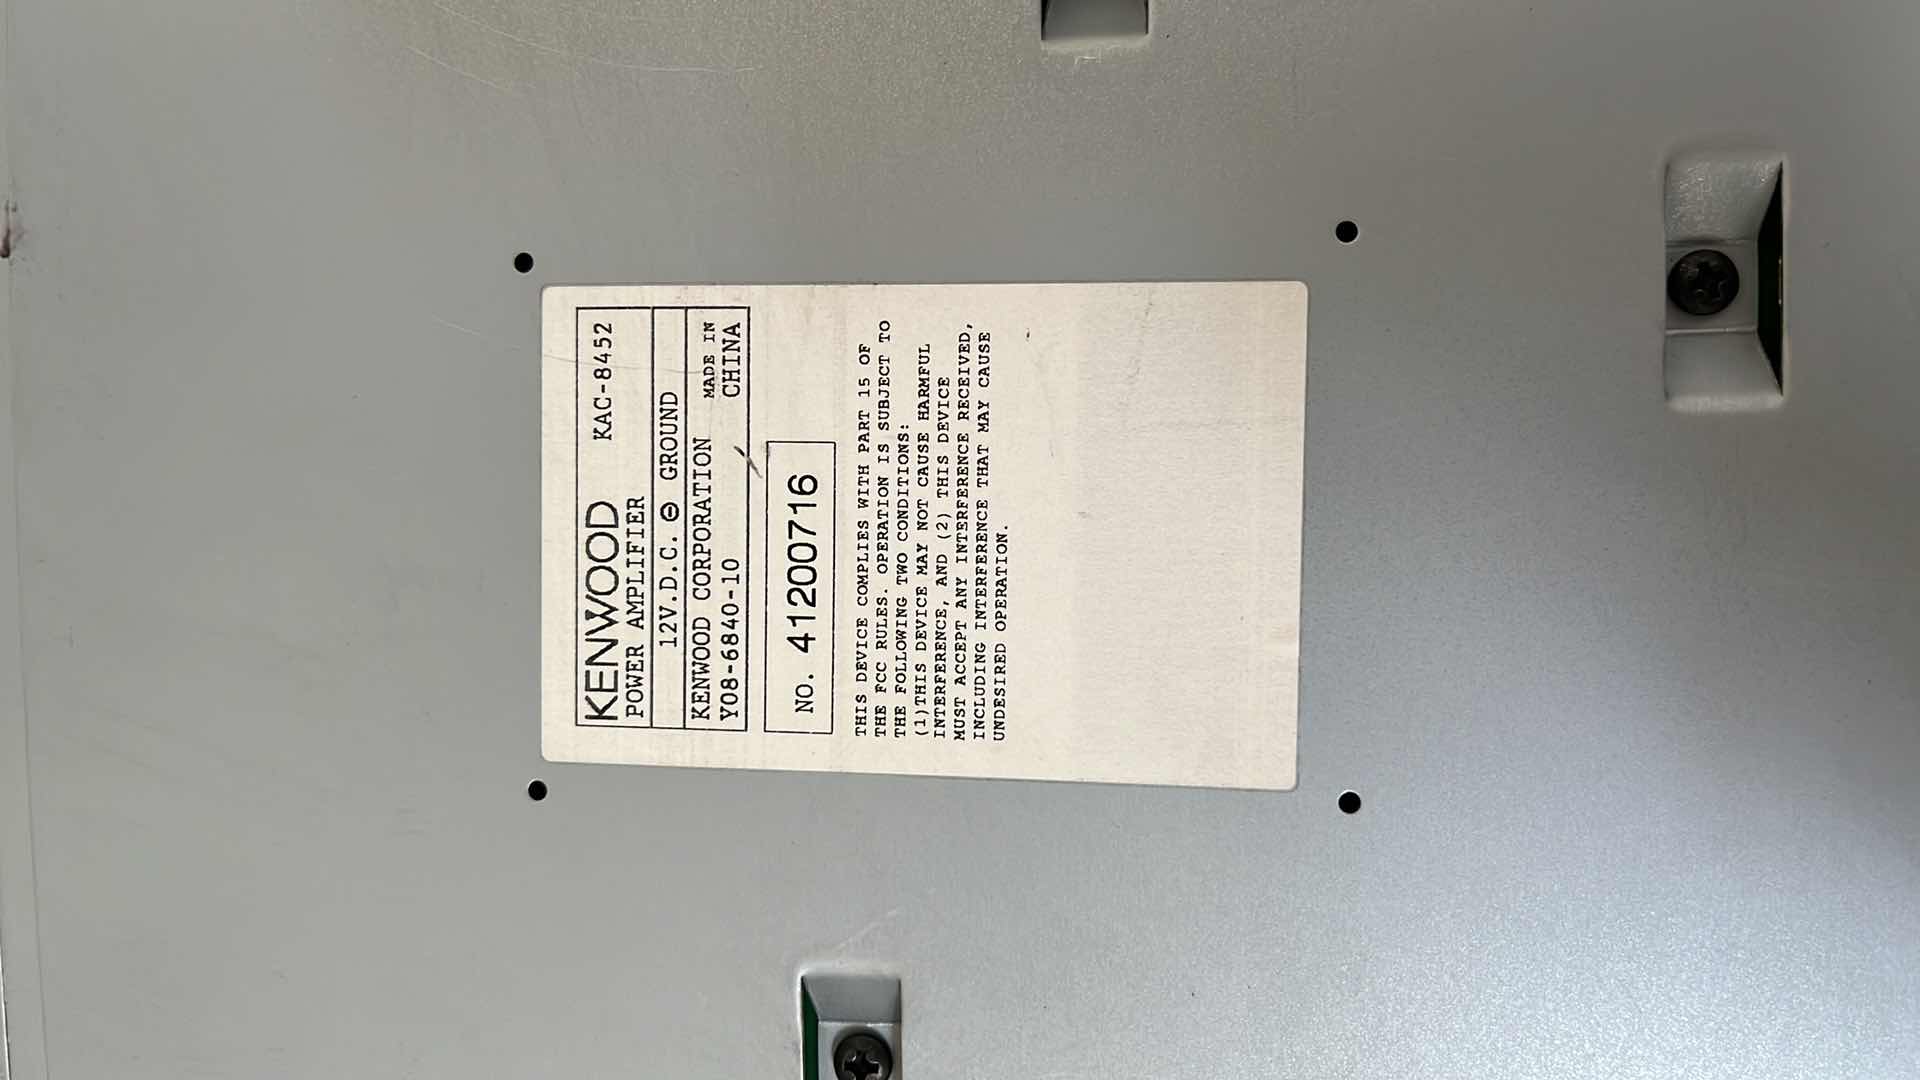 KENWOOD KAC-8452
POWER AMPLIFIER
12V.D.C. ⊖ GROUND
KENWOOD CORPORATION MADE IN
Y08-6840-10 CHINA
NO. 41200716
THIS DEVICE COMPLIES WITH PART 15 OF
THE FCC RULES. OPERATION IS SUBJECT TO
THE FOLLOWING TWO CONDITIONS:
(1)THIS DEVICE MAY NOT CAUSE HARMFUL
INTERFERENCE, AND (2) THIS DEVICE
MUST ACCEPT ANY INTERFERENCE RECEIVED,
INCLUDING INTERFERENCE THAT MAY CAUSE
UNDESIRED OPERATION.